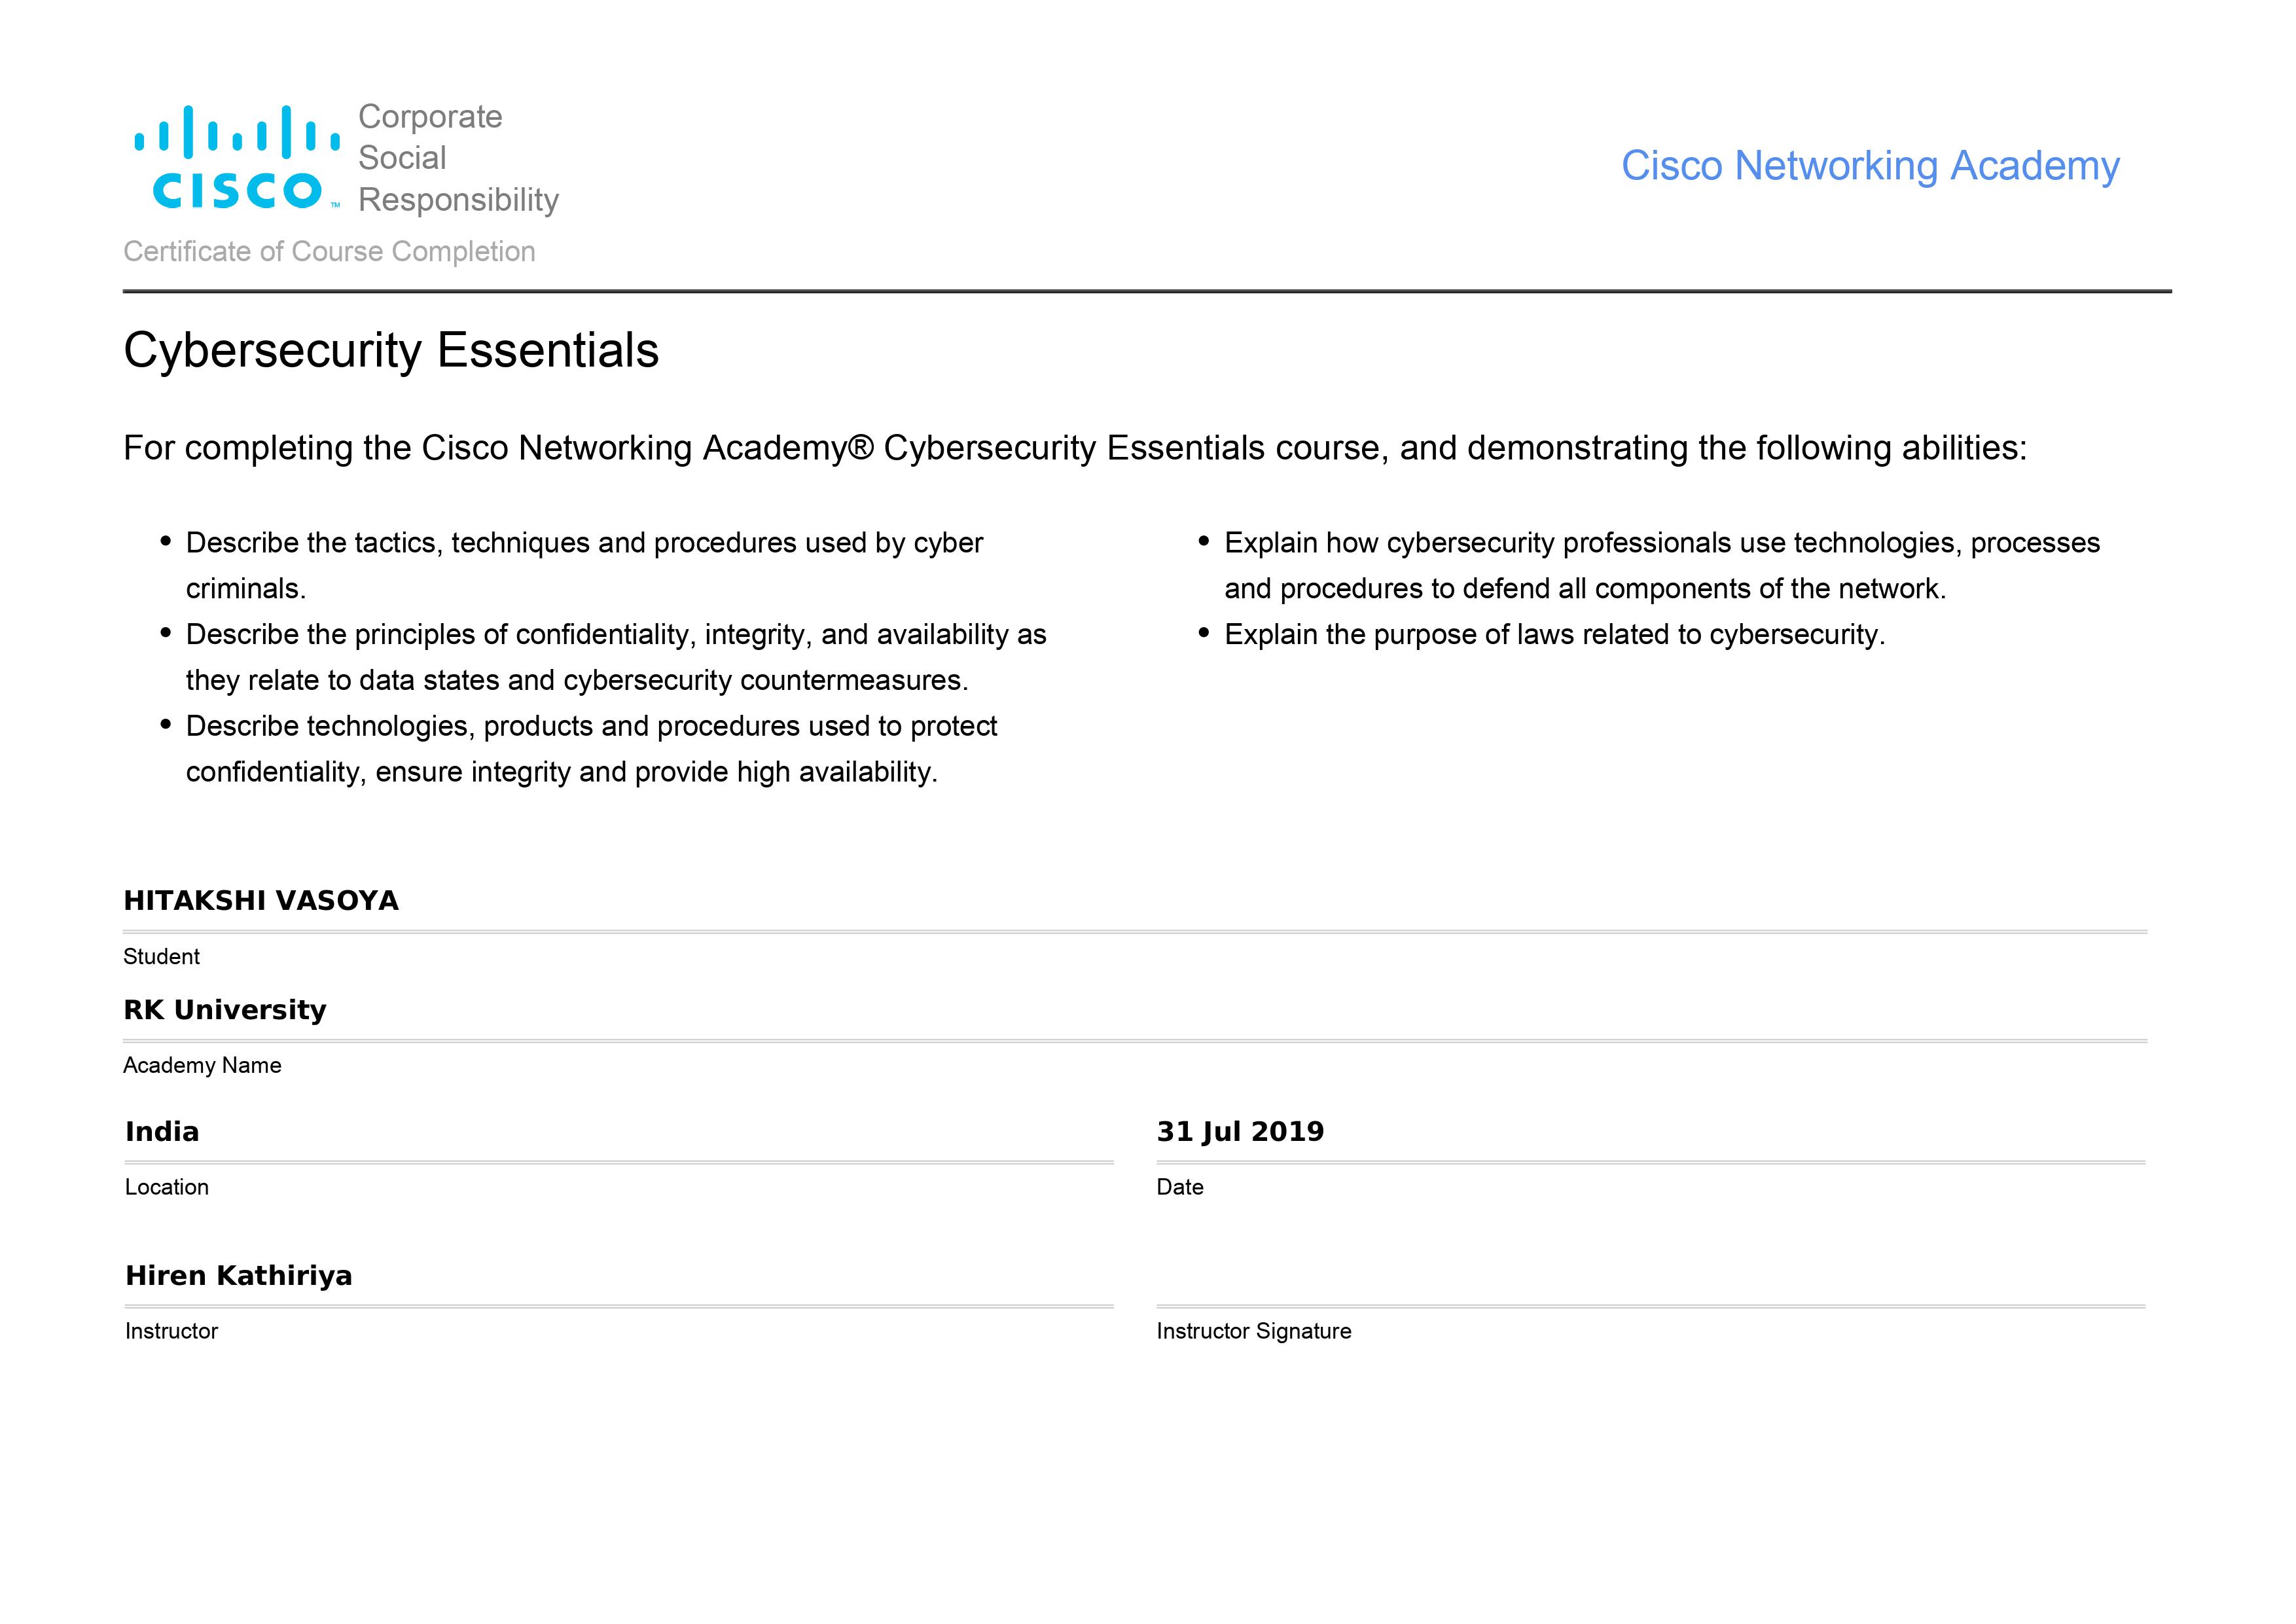 Corporate
Social
Responsibility
CISCO™
Cisco Networking Academy
Certificate of Course Completion
Cybersecurity Essentials
For completing the Cisco Networking Academy® Cybersecurity Essentials course, and demonstrating the following abilities:
• Describe the tactics, techniques and procedures used by cyber
criminals.
• Describe the principles of confidentiality, integrity, and availability as
they relate to data states and cybersecurity countermeasures.
• Describe technologies, products and procedures used to protect
confidentiality, ensure integrity and provide high availability.
• Explain how cybersecurity professionals use technologies, processes
and procedures to defend all components of the network.
• Explain the purpose of laws related to cybersecurity.
HITAKSHI VASOYA
Student
RK University
Academy Name
India
Location
31 Jul 2019
Date
Hiren Kathiriya
Instructor
Instructor Signature